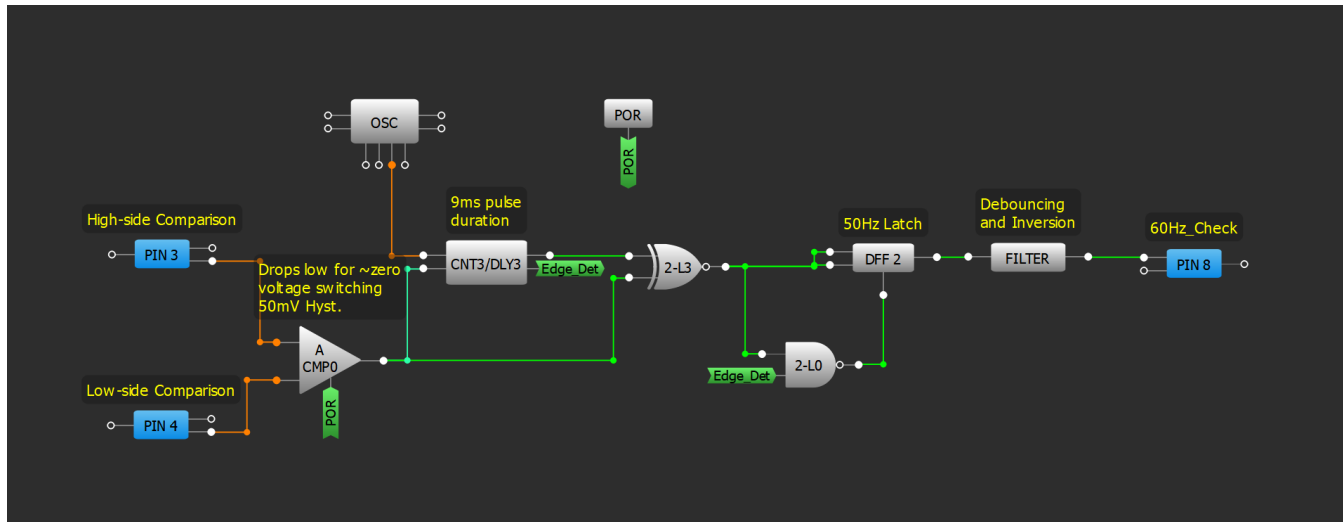 OSC
POR
POR
9ms pulse
duration
High-side Comparison
PIN 3
Drops low for ~zero
voltage switching
50mV Hyst.
CNT3/DLY3
Edge_Det
2-L3
50Hz Latch
DFF 2
Debouncing
and Inversion
FILTER
60Hz_Check
PIN 8
A
CMP0
POR
Edge_Det
2-L0
Low-side Comparison
PIN 4